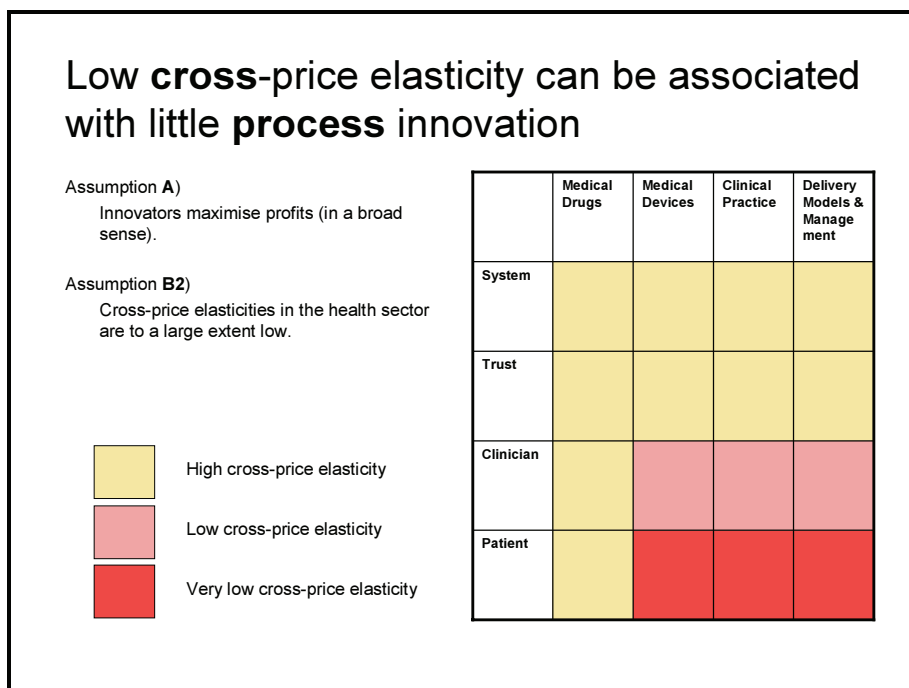 Low cross-price elasticity can be associated
with little process innovation
Assumption A)
Innovators maximise profits (in a broad
sense).
Assumption B2)
Cross-price elasticities in the health sector
are to a large extent low.
High cross-price elasticity
Low cross-price elasticity
Very low cross-price elasticity
Medical
Drugs
Medical
Devices
Clinical
Practice
Delivery
Models &
Manage
ment
System
Trust
Clinician
Patient